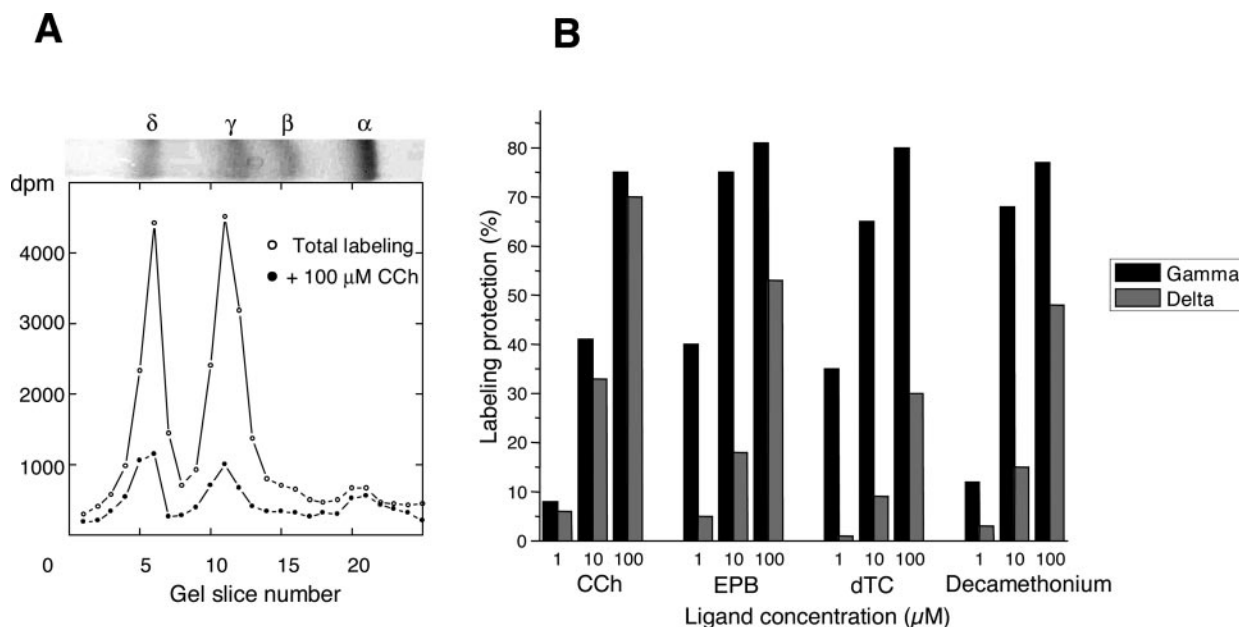 A
B
δ γ β α
dpm
4000
3000
2000
1000
0 5 10 15 20
Gel slice number
Total labeling
+ 100 μM CCh
Labeling protection (%)
80
70
60
50
40
30
20
10
0
1 10 100 1 10 100 1 10 100 1 10 100
CCh EPB dTC Decamethonium
Ligand concentration (μM)
Gamma
Delta